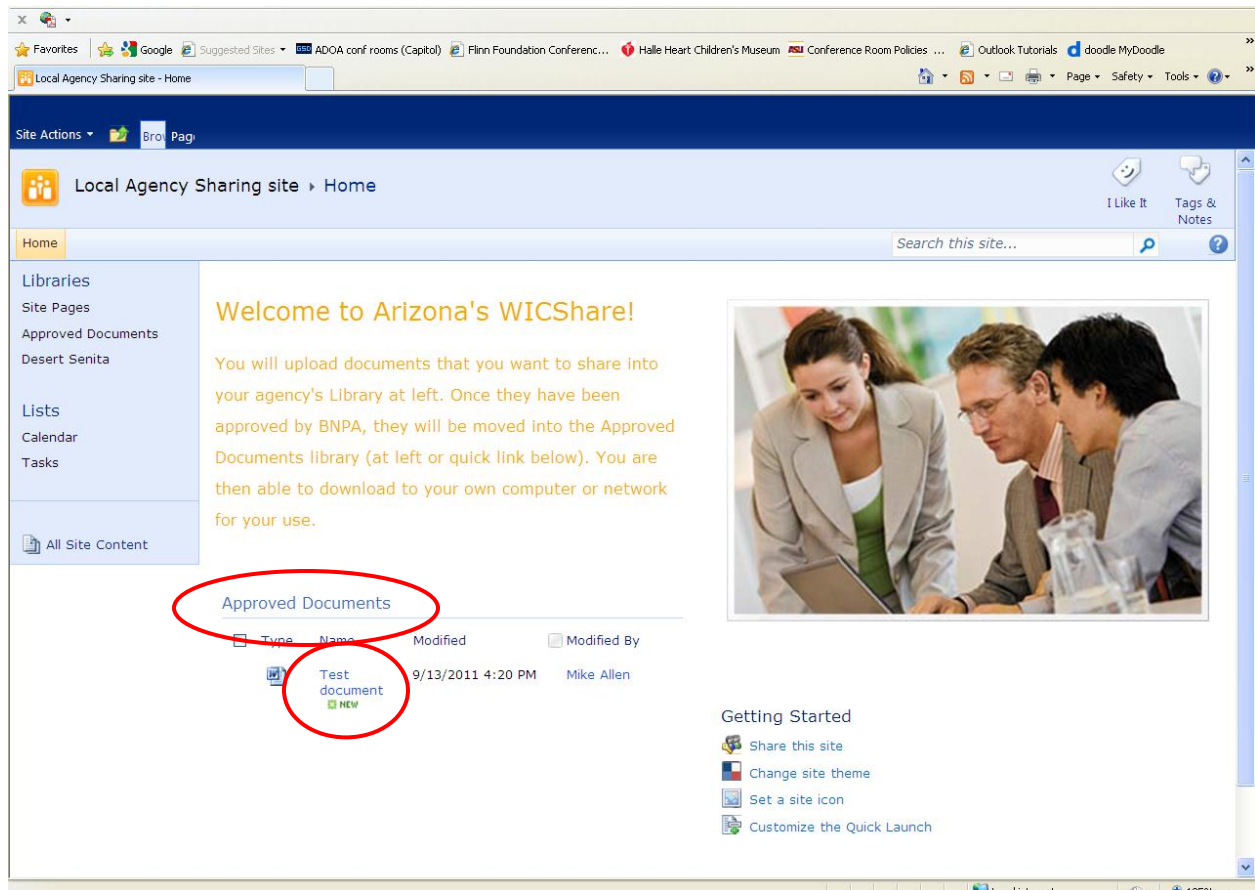 x
Favorites Google Suggested Sites GSD ADOA conf rooms (Capitol) Flinn Foundation Conferenc... Halle Heart Children's Museum ASU Conference Room Policies ... Outlook Tutorials d doodle MyDoodle »
Local Agency Sharing site - Home Page Safety Tools »
Site Actions Brow Pag
Local Agency Sharing site Home
I Like It Tags &
Notes
Home Search this site...
Libraries
Site Pages
Approved Documents
Desert Senita
Lists
Calendar
Tasks
All Site Content
Welcome to Arizona's WICShare!
You will upload documents that you want to share into
your agency's Library at left. Once they have been
approved by BNPA, they will be moved into the Approved
Documents library (at left or quick link below). You are
then able to download to your own computer or network
for your use.
Approved Documents
Type Name Modified Modified By
Test 9/13/2011 4:20 PM Mike Allen
document
NEW
Getting Started
Share this site
Change site theme
Set a site icon
Customize the Quick Launch